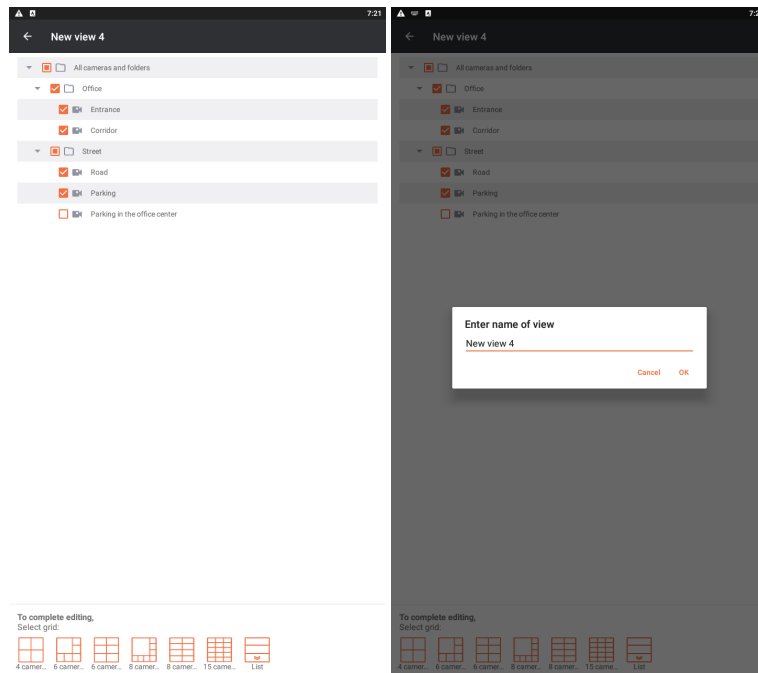 7:21
New view 4
All cameras and folders
Office
Entrance
Corridor
Street
Road
Parking
Parking in the office center
To complete editing,
Select grid:
4 camer... 6 camer... 6 camer... 8 camer... 8 camer... 15 came... List
7:2
New view 4
All cameras and folders
Office
Entrance
Corridor
Street
Road
Parking
Parking in the office center
Enter name of view
New view 4
Cancel OK
To complete editing,
Select grid:
4 camer... 6 camer... 6 camer... 8 camer... 8 camer... 15 came... List